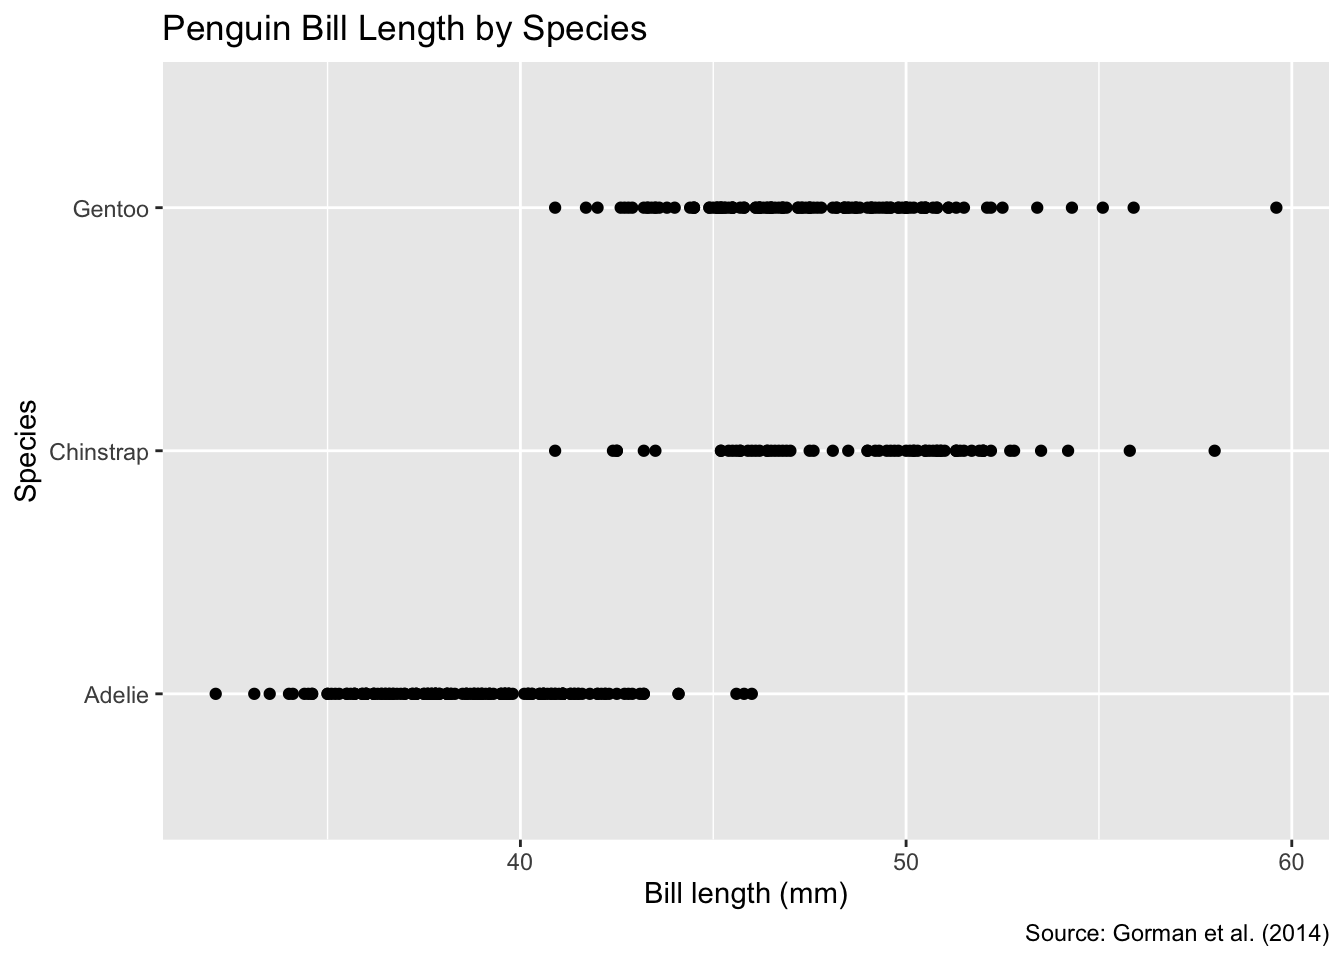 Penguin Bill Length by Species
Gentoo
Chinstrap
Adelie
Species
40
50
60
Bill length (mm)
Source: Gorman et al. (2014)